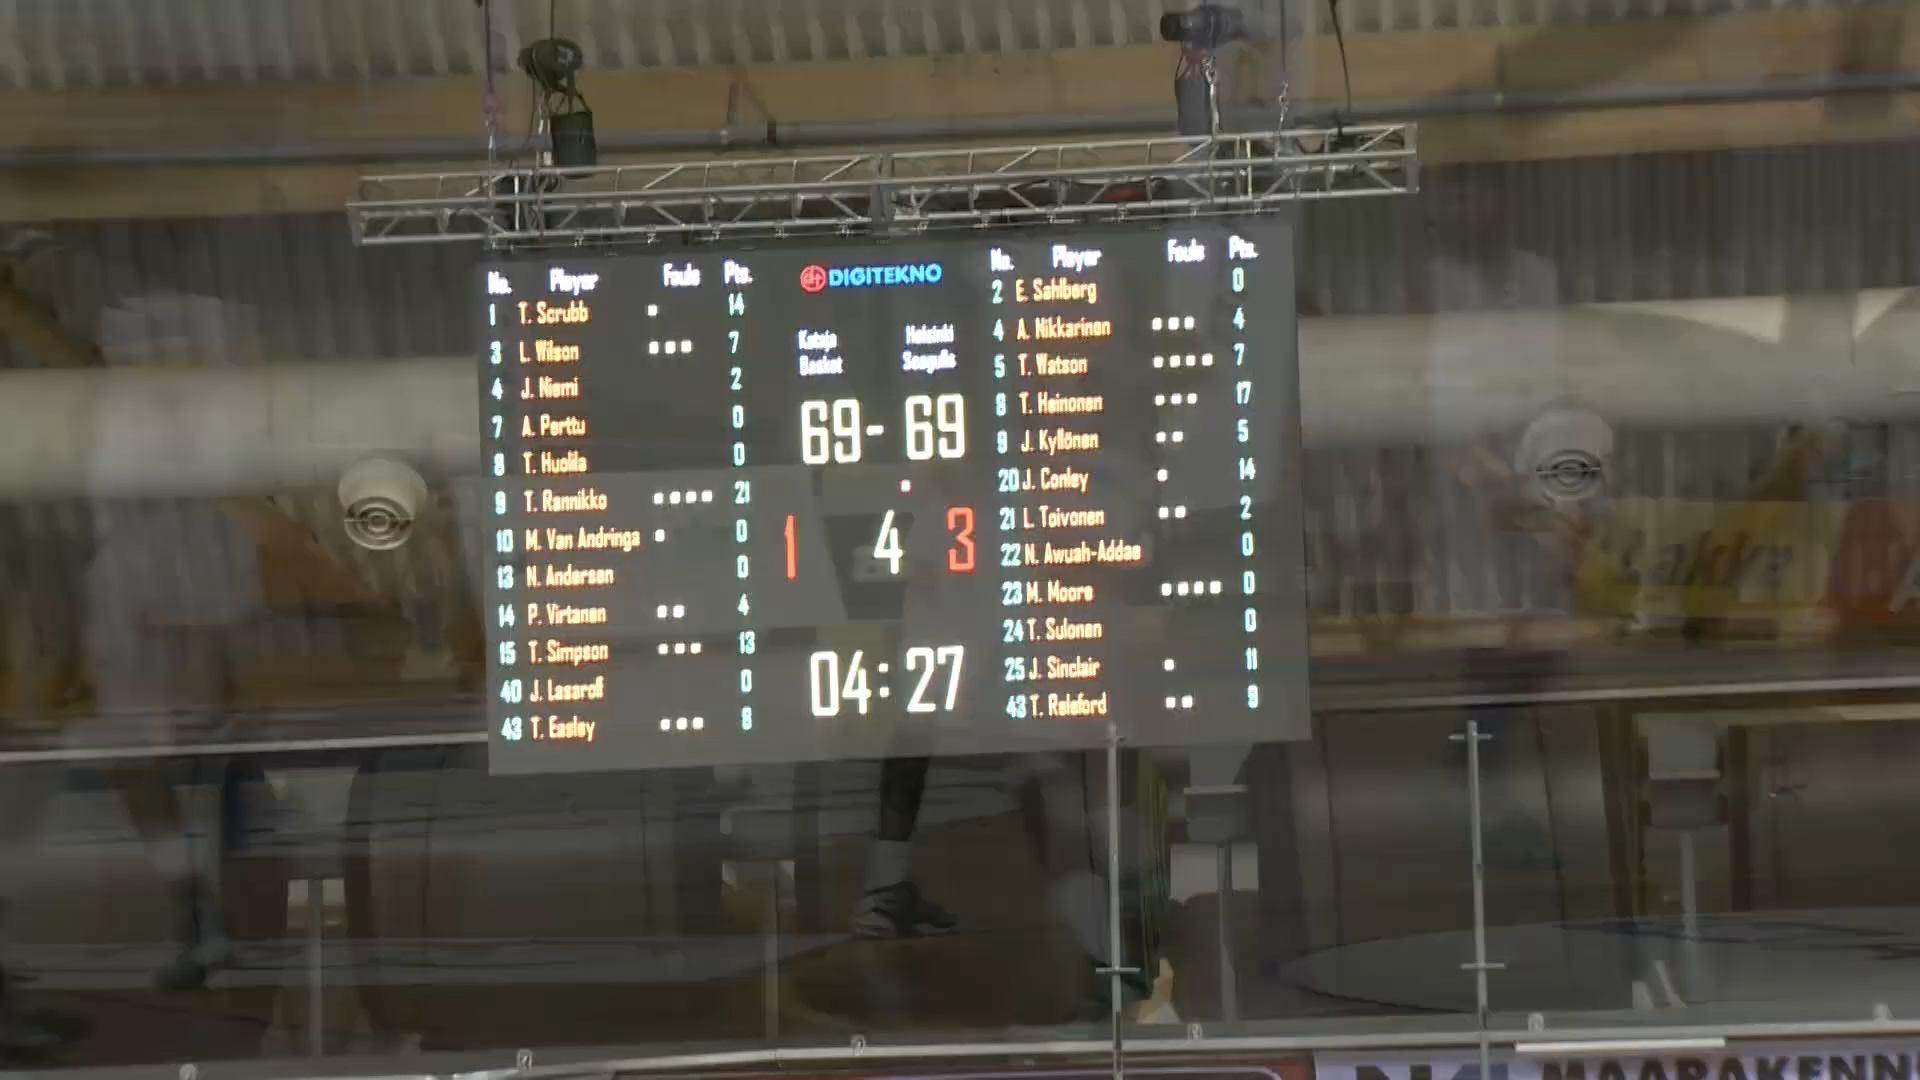 No. Player Fouls Pts.
1 T. Scrubb 14
3 L. Wilson 7
4 J. Niemi 2
7 A. Perttu 0
8 T. Huolila 0
9 T. Rannikko 21
10 M. Van Andringa 0
13 N. Andersen 0
14 P. Virtanen 4
15 T. Simpson 13
40 J. Lasaroff 0
43 T. Easley 8
DIGITEKNO
Kataja Helsinki
Basket Seagulls
69 - 69
1 4 3
04:27
No. Player Fouls Pts.
2 E. Sahlberg 0
4 A. Nikkarinen 4
5 T. Watson 7
8 T. Heinonen 17
9 J. Kyllönen 5
20 J. Conley 14
21 L. Toivonen 2
22 N. Awuah-Addae 0
23 M. Moore 0
24 T. Sulonen 0
25 J. Sinclair 11
43 T. Releford 9
MAARAKENN